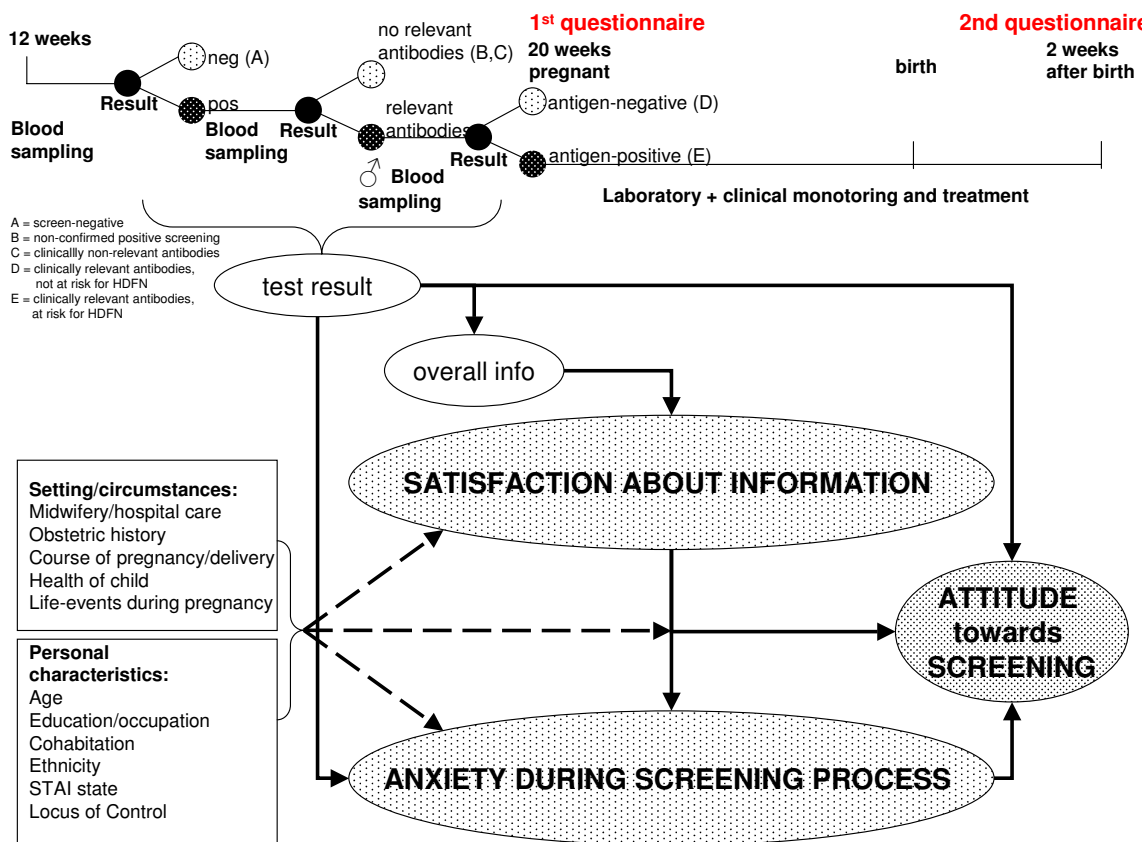 1st questionnaire
2nd questionnaire
12 weeks
neg (A)
no relevant
antibodies (B,C)
20 weeks
pregnant
birth
2 weeks
after birth
Result
pos
Result
relevant
antibodies
Result
antigen-negative (D)
antigen-positive (E)
Blood
sampling
Blood
sampling
♂ Blood
sampling
Laboratory + clinical monotoring and treatment
A = screen-negative
B = non-confirmed positive screening
C = clinicallly non-relevant antibodies
D = clinically relevant antibodies,
not at risk for HDFN
E = clinically relevant antibodies,
at risk for HDFN
test result
overall info
SATISFACTION ABOUT INFORMATION
Setting/circumstances:
Midwifery/hospital care
Obstetric history
Course of pregnancy/delivery
Health of child
Life-events during pregnancy
ATTITUDE
towards
SCREENING
Personal
characteristics:
Age
Education/occupation
Cohabitation
Ethnicity
STAI state
Locus of Control
ANXIETY DURING SCREENING PROCESS